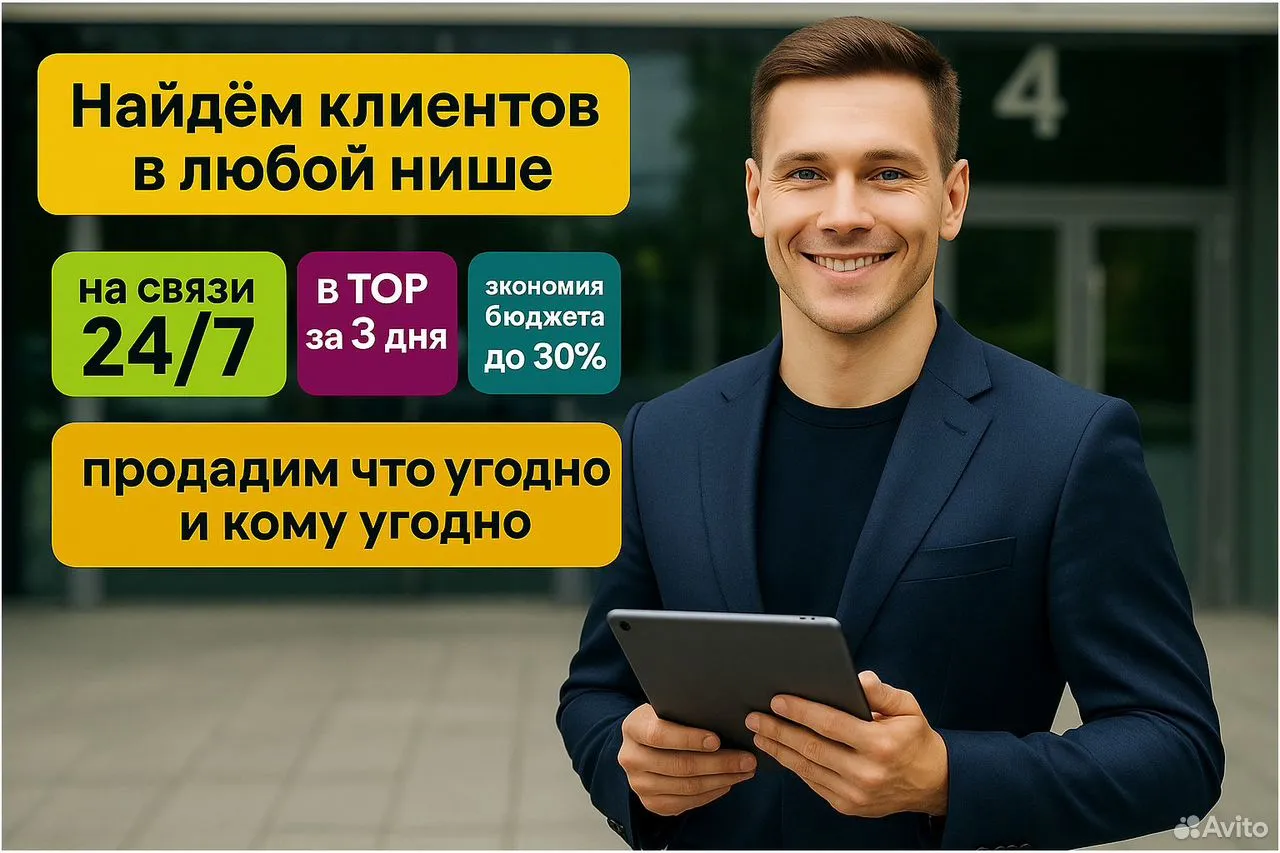 Найдём клиентов
в любой нише
4
на связи
24/7
в TOP
за 3 дня
зкономия
бюджета
до 30%
продадим что угодно
и кому угодно
Avito